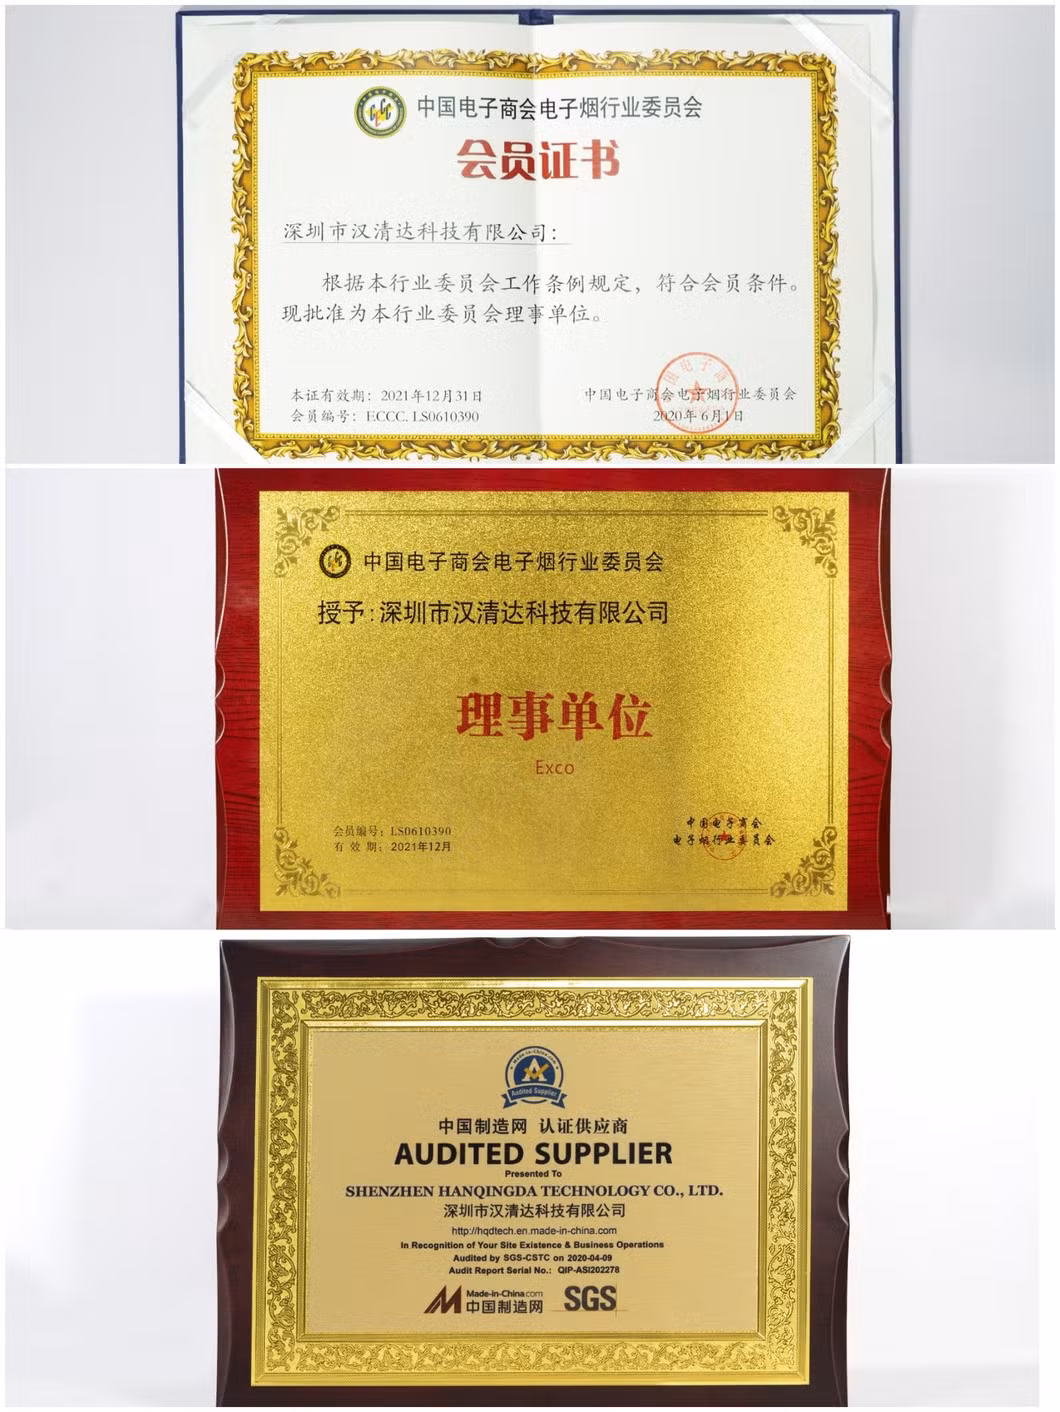 中国电子商会电子烟行业委员会
会员证书
深圳市汉清达科技有限公司：
根据本行业委员会工作条例规定，符合会员条件。
现批准为本行业委员会理事单位。
本证有效期：2021年12月31日
会员编号：ECCC. LS0610390
中国电子商会电子烟行业委员会
2020年6月1日
中国电子商会电子烟行业委员会
授予：深圳市汉清达科技有限公司
理事单位
Exco
会员编号：LS0610390
有 效 期：2021年12月
中国电子商会
电子烟行业委员会
Made-in-China.com
Audited Supplier
中国制造网 认证供应商
AUDITED SUPPLIER
Presented To
SHENZHEN HANQINGDA TECHNOLOGY CO., LTD.
深圳市汉清达科技有限公司
http://hqdtech.en.made-in-china.com
In Recognition of Your Site Existence & Business Operations
Audited by SGS-CSTC on 2020-04-09
Audit Report Serial No.: QIP-ASI202278
Made-in-China.com
中国制造网
SGS